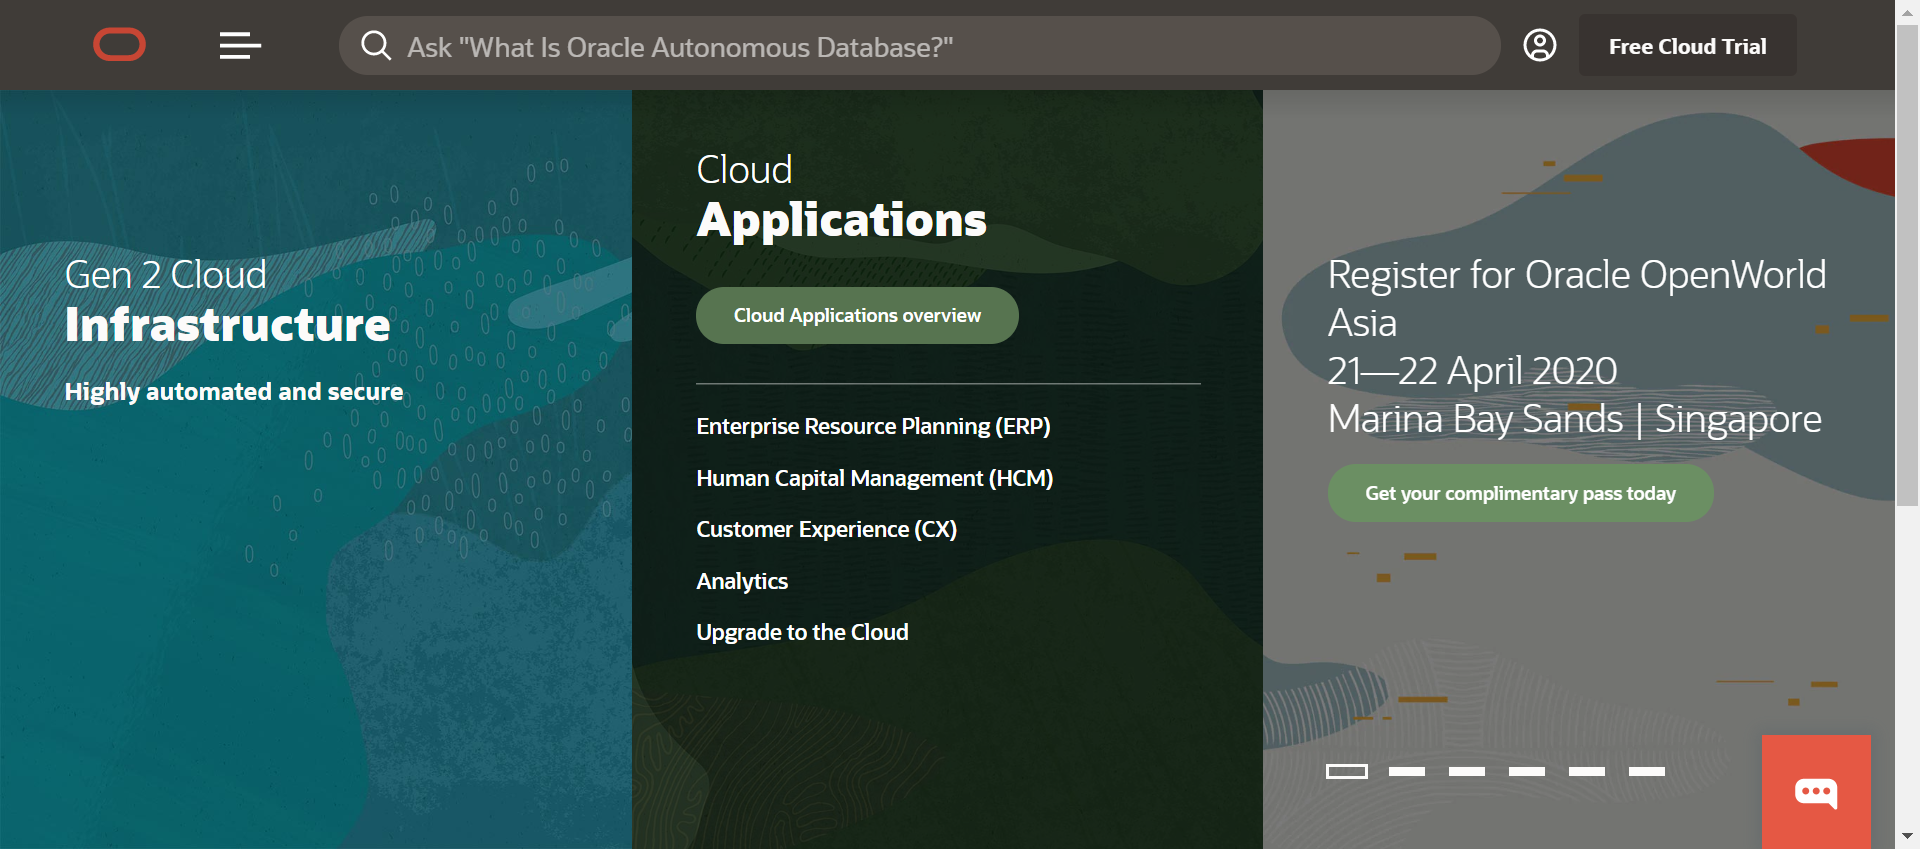 Ask "What Is Oracle Autonomous Database?"
Free Cloud Trial
Gen 2 Cloud
Infrastructure
Highly automated and secure
Cloud
Applications
Cloud Applications overview
Enterprise Resource Planning (ERP)
Human Capital Management (HCM)
Customer Experience (CX)
Analytics
Upgrade to the Cloud
Register for Oracle OpenWorld
Asia
21—22 April 2020
Marina Bay Sands | Singapore
Get your complimentary pass today